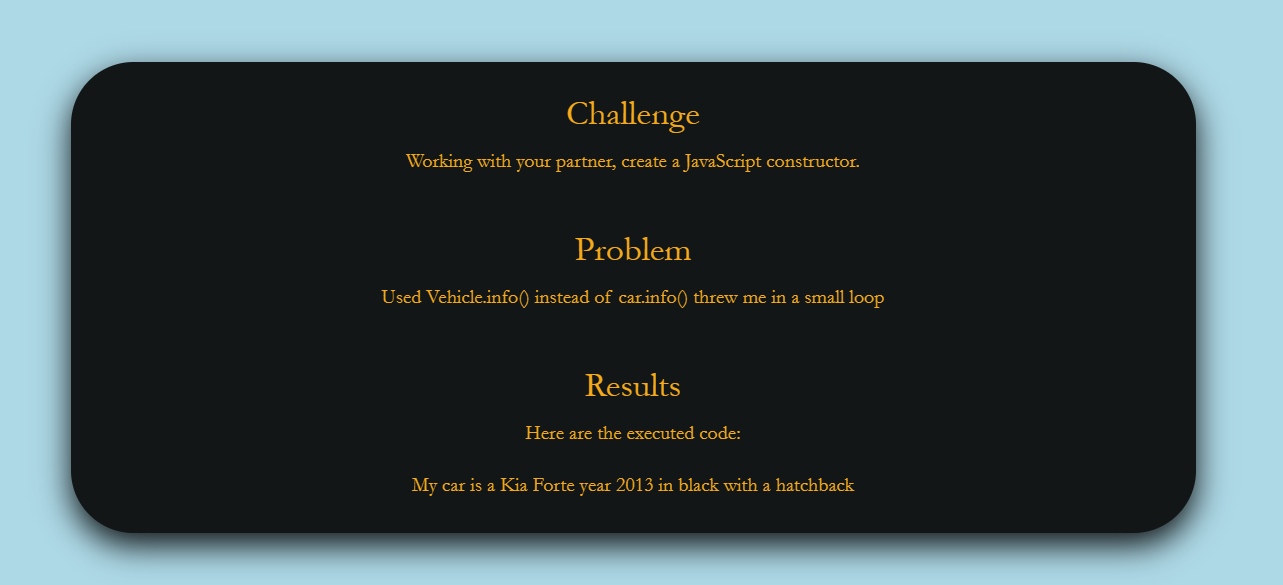 Challenge
Working with your partner, create a JavaScript constructor.
Problem
Used Vehicle.info() instead of car.info() threw me in a small loop
Results
Here are the executed code:
My car is a Kia Forte year 2013 in black with a hatchback